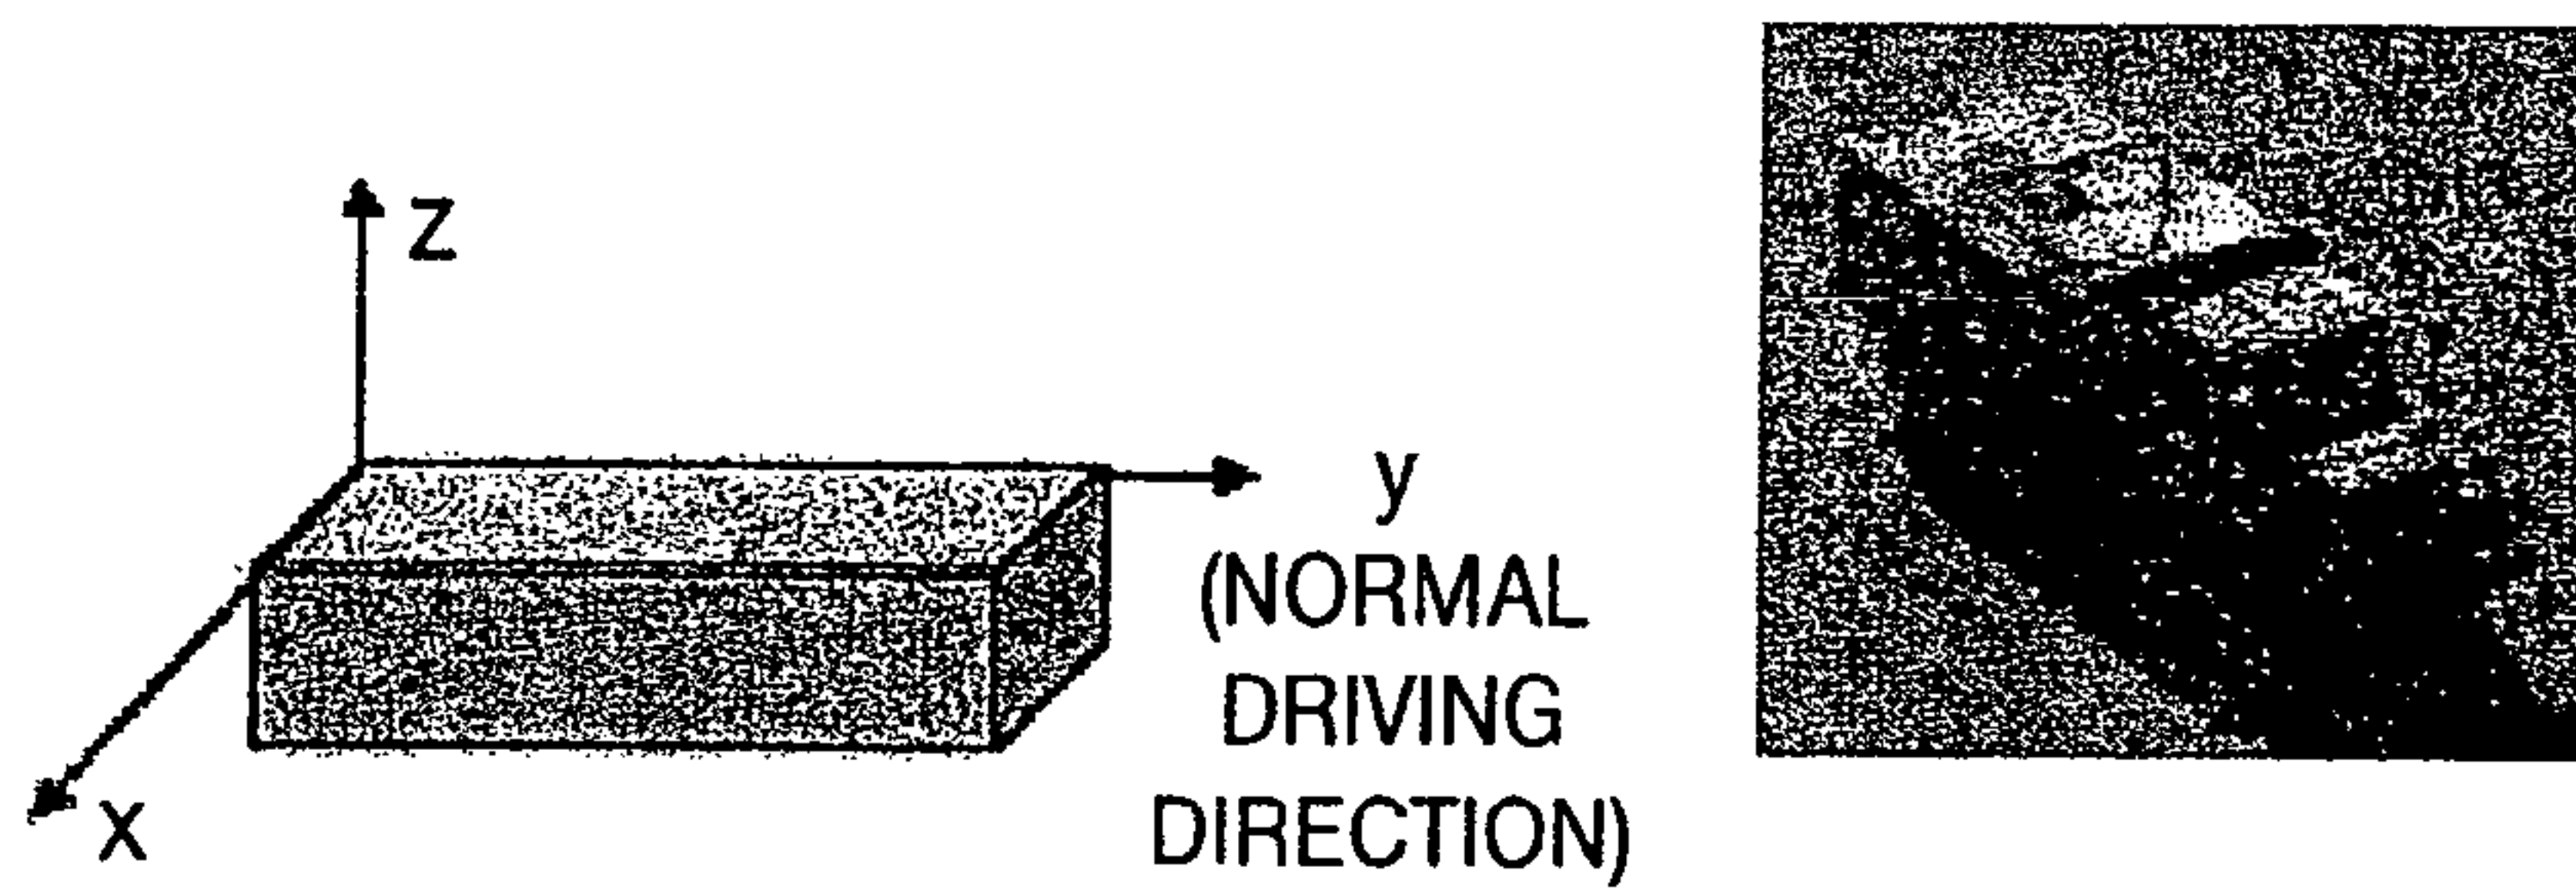 z
y
(NORMAL
DRIVING
DIRECTION)
x